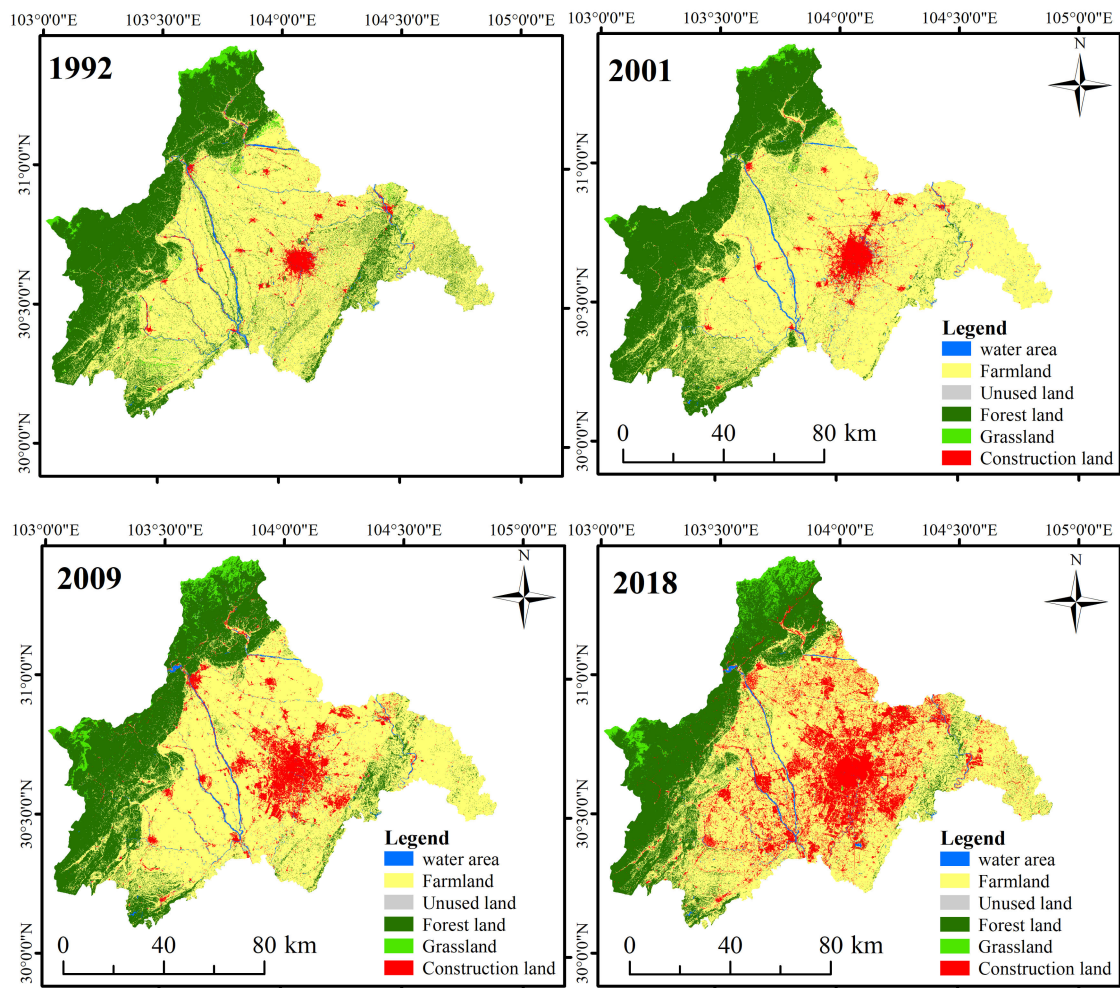 103°0'0"E 103°30'0"E 104°0'0"E 104°30'0"E 105°0'0"E
1992
31°0'0"N
30°30'0"N
30°0'0"N
103°0'0"E 103°30'0"E 104°0'0"E 104°30'0"E 105°0'0"E
2001
N
31°0'0"N
30°30'0"N
30°0'0"N
Legend
water area
Farmland
Unused land
Forest land
Grassland
Construction land
0 40 80 km
103°0'0"E 103°30'0"E 104°0'0"E 104°30'0"E 105°0'0"E
2009
N
31°0'0"N
30°30'0"N
30°0'0"N
Legend
water area
Farmland
Unused land
Forest land
Grassland
Construction land
0 40 80 km
103°0'0"E 103°30'0"E 104°0'0"E 104°30'0"E 105°0'0"E
2018
N
31°0'0"N
30°30'0"N
30°0'0"N
Legend
water area
Farmland
Unused land
Forest land
Grassland
Construction land
0 40 80 km